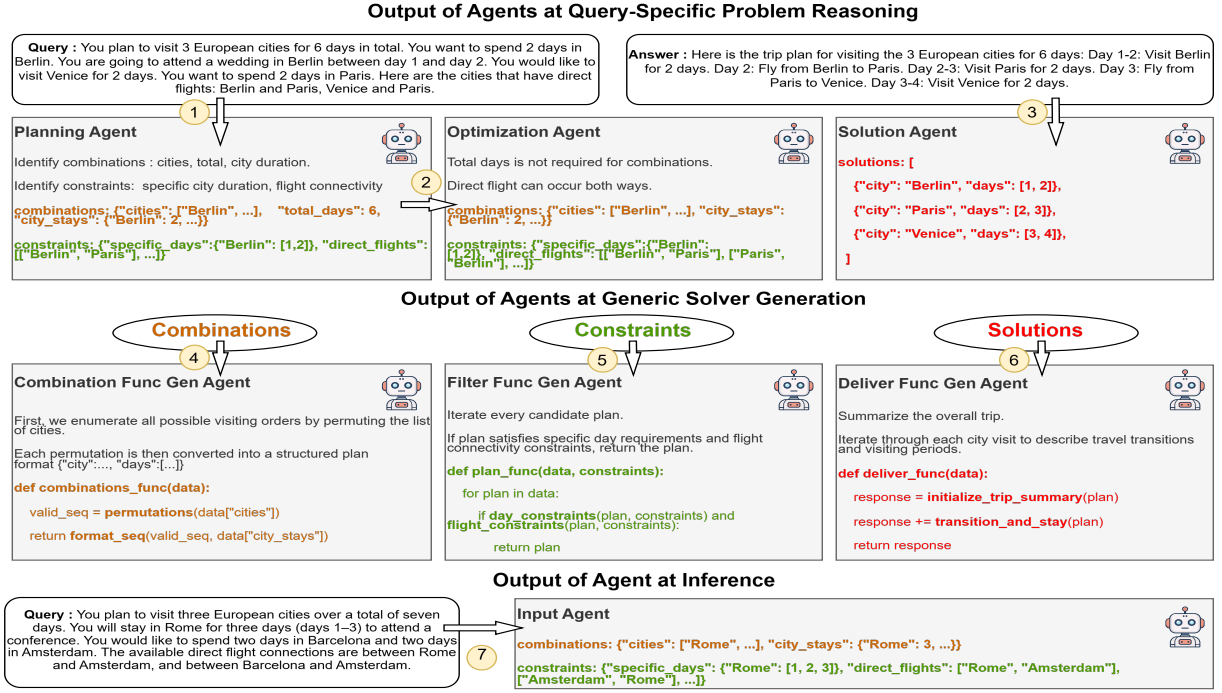 Output of Agents at Query-Specific Problem Reasoning
Query : You plan to visit 3 European cities for 6 days in total. You want to spend 2 days in
Berlin. You are going to attend a wedding in Berlin between day 1 and day 2. You would like to
visit Venice for 2 days. You want to spend 2 days in Paris. Here are the cities that have direct
flights: Berlin and Paris, Venice and Paris.
Answer : Here is the trip plan for visiting the 3 European cities for 6 days: Day 1-2: Visit Berlin
for 2 days. Day 2: Fly from Berlin to Paris. Day 2-3: Visit Paris for 2 days. Day 3: Fly from
Paris to Venice. Day 3-4: Visit Venice for 2 days.
1
Planning Agent
Identify combinations : cities, total, city duration.
Identify constraints: specific city duration, flight connectivity
combinations: {"cities": ["Berlin", ...], "total_days": 6,
"city_stays": {"Berlin": 2, ...}}
constraints: {"specific_days":{"Berlin": [1,2]}, "direct_flights":
[["Berlin", "Paris"], ...]}
2
Optimization Agent
Total days is not required for combinations.
Direct flight can occur both ways.
combinations: {"cities": ["Berlin", ...], "city_stays":
{"Berlin": 2, ...}}
constraints: {"specific_days":{"Berlin":
[1,2]}, "direct_flights": [["Berlin", "Paris"], ["Paris",
"Berlin"], ...]}
3
Solution Agent
solutions: [
{"city": "Berlin", "days": [1, 2]},
{"city": "Paris", "days": [2, 3]},
{"city": "Venice", "days": [3, 4]},
]
Output of Agents at Generic Solver Generation
Combinations
4
Combination Func Gen Agent
First, we enumerate all possible visiting orders by permuting the list
of cities.
Each permutation is then converted into a structured plan
format {"city":..., "days":[...]}
def combinations_func(data):
valid_seq = permutations(data["cities"])
return format_seq(valid_seq, data["city_stays"])
Constraints
5
Filter Func Gen Agent
Iterate every candidate plan.
If plan satisfies specific day requirements and flight
connectivity constraints, return the plan.
def plan_func(data, constraints):
for plan in data:
if day_constraints(plan, constraints) and
flight_constraints(plan, constraints):
return plan
Solutions
6
Deliver Func Gen Agent
Summarize the overall trip.
Iterate through each city visit to describe travel transitions
and visiting periods.
def deliver_func(data):
response = initialize_trip_summary(plan)
response += transition_and_stay(plan)
return response
Output of Agent at Inference
Query : You plan to visit three European cities over a total of seven
days. You will stay in Rome for three days (days 1–3) to attend a
conference. You would like to spend two days in Barcelona and two days
in Amsterdam. The available direct flight connections are between Rome
and Amsterdam, and between Barcelona and Amsterdam.
7
Input Agent
combinations: {"cities": ["Rome", ...], "city_stays": {"Rome": 3, ...}}
constraints: {"specific_days": {"Rome": [1, 2, 3]}, "direct_flights": ["Rome", "Amsterdam"],
["Amsterdam", "Rome"], ...]}